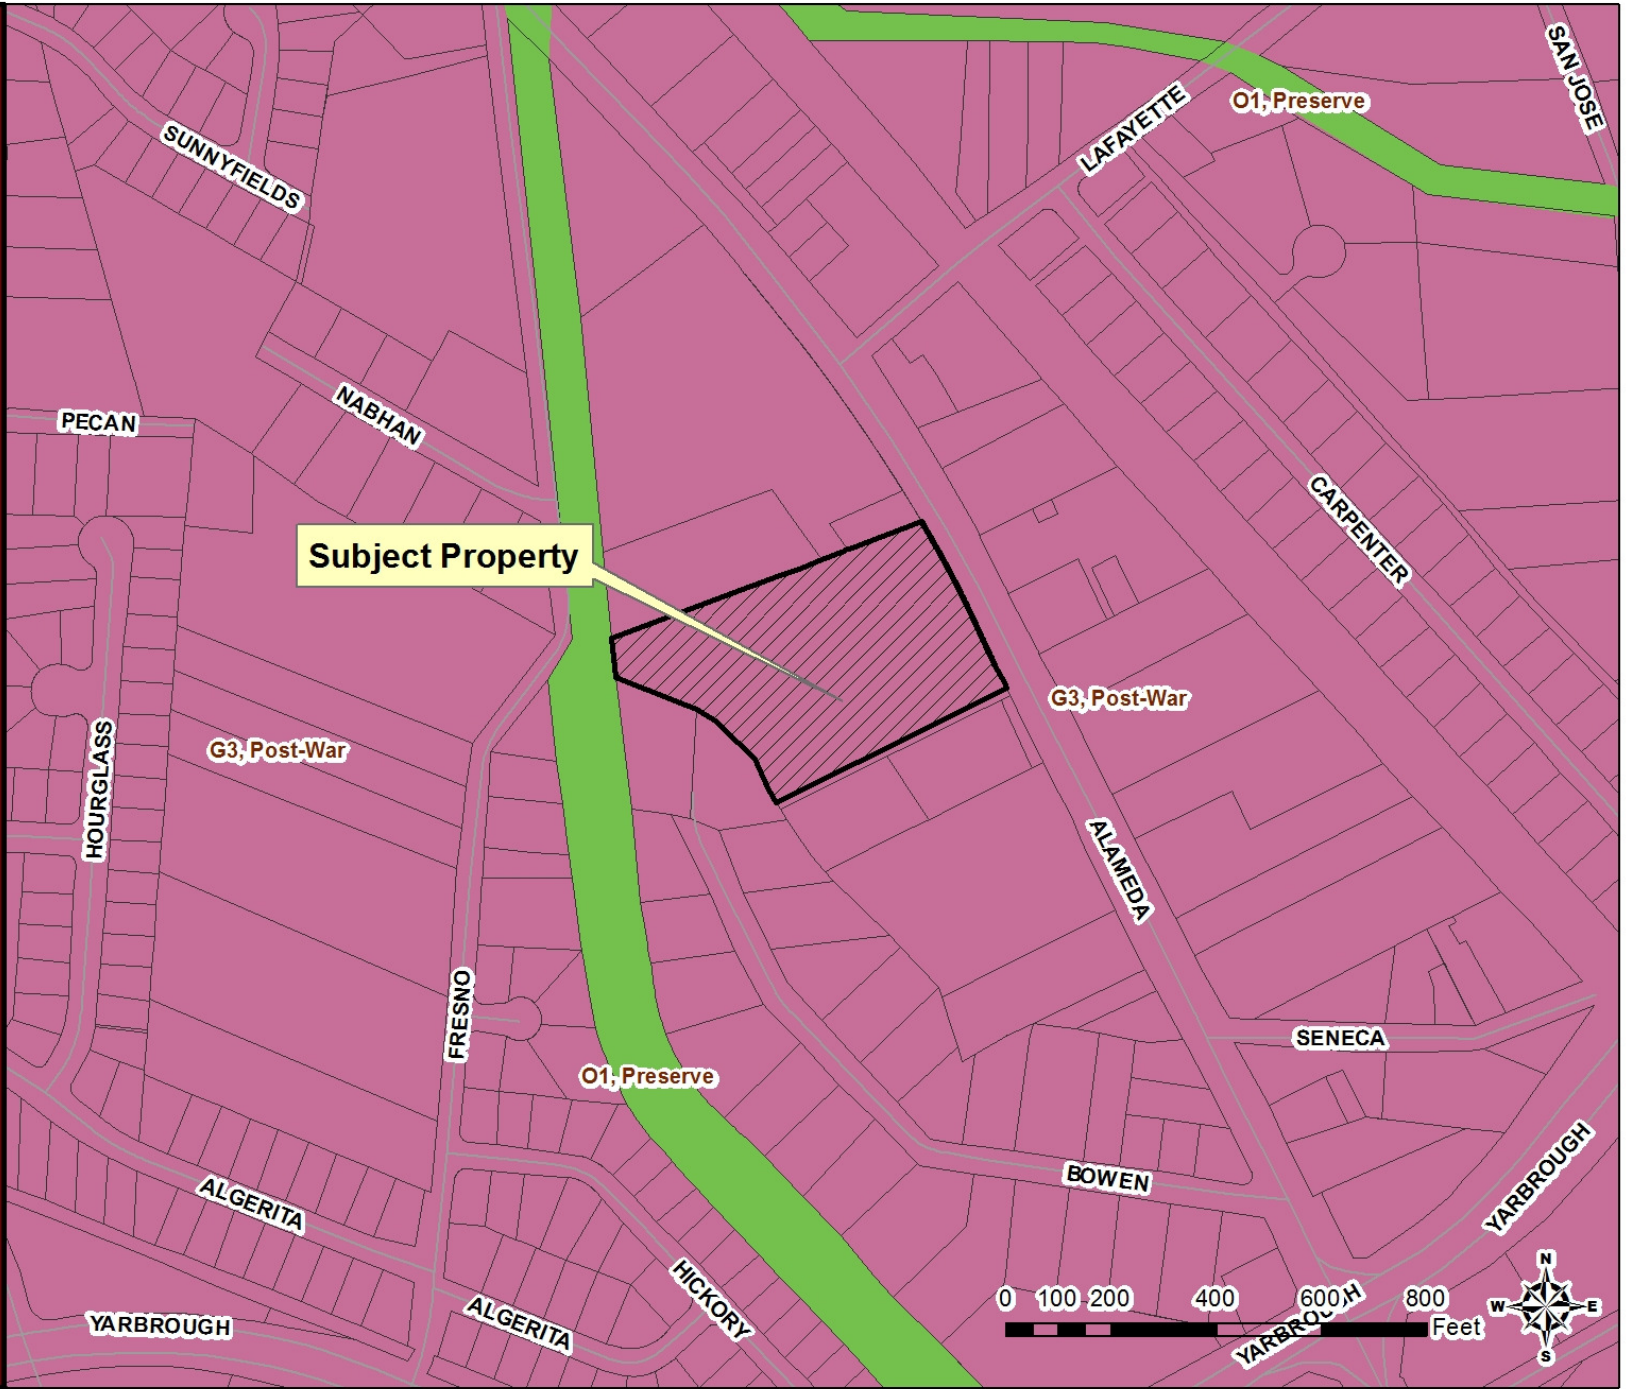 SAN JOSE
O1, Preserve
LAFAYETTE
SUNNYFIELDS
NABHAN
PECAN
CARPENTER
Subject Property
G3, Post-War
G3, Post-War
HOURGLASS
ALAMEDA
FRESNO
SENECA
O1, Preserve
BOWEN
YARBROUGH
ALGERITA
HICKORY
ALGERITA
YARBROUGH
YARBROUGH
0 100 200 400 600 800
Feet
N
W E
S